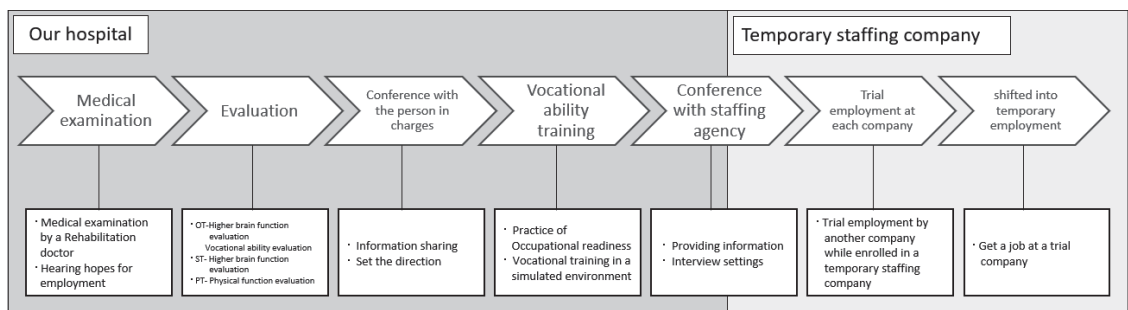 Our hospital
Temporary staffing company
Medical
examination
Evaluation
Conference with
the person in
charges
Vocational
ability
training
Conference
with staffing
agency
Trial
employment at
each company
shifted into
temporary
employment
· Medical examination
by a Rehabilitation
doctor
· Hearing hopes for
employment
· OT-Higher brain function
evaluation
Vocational ability evaluation
· ST- Higher brain function
evaluation
· PT- Physical function evaluation
· Information sharing
· Set the direction
· Practice of
Occupational readiness
· Vocational training in a
simulated environment
· Providing information
· Interview settings
· Trial employment by
another company
while enrolled in a
temporary staffing
company
· Get a job at a trial
company